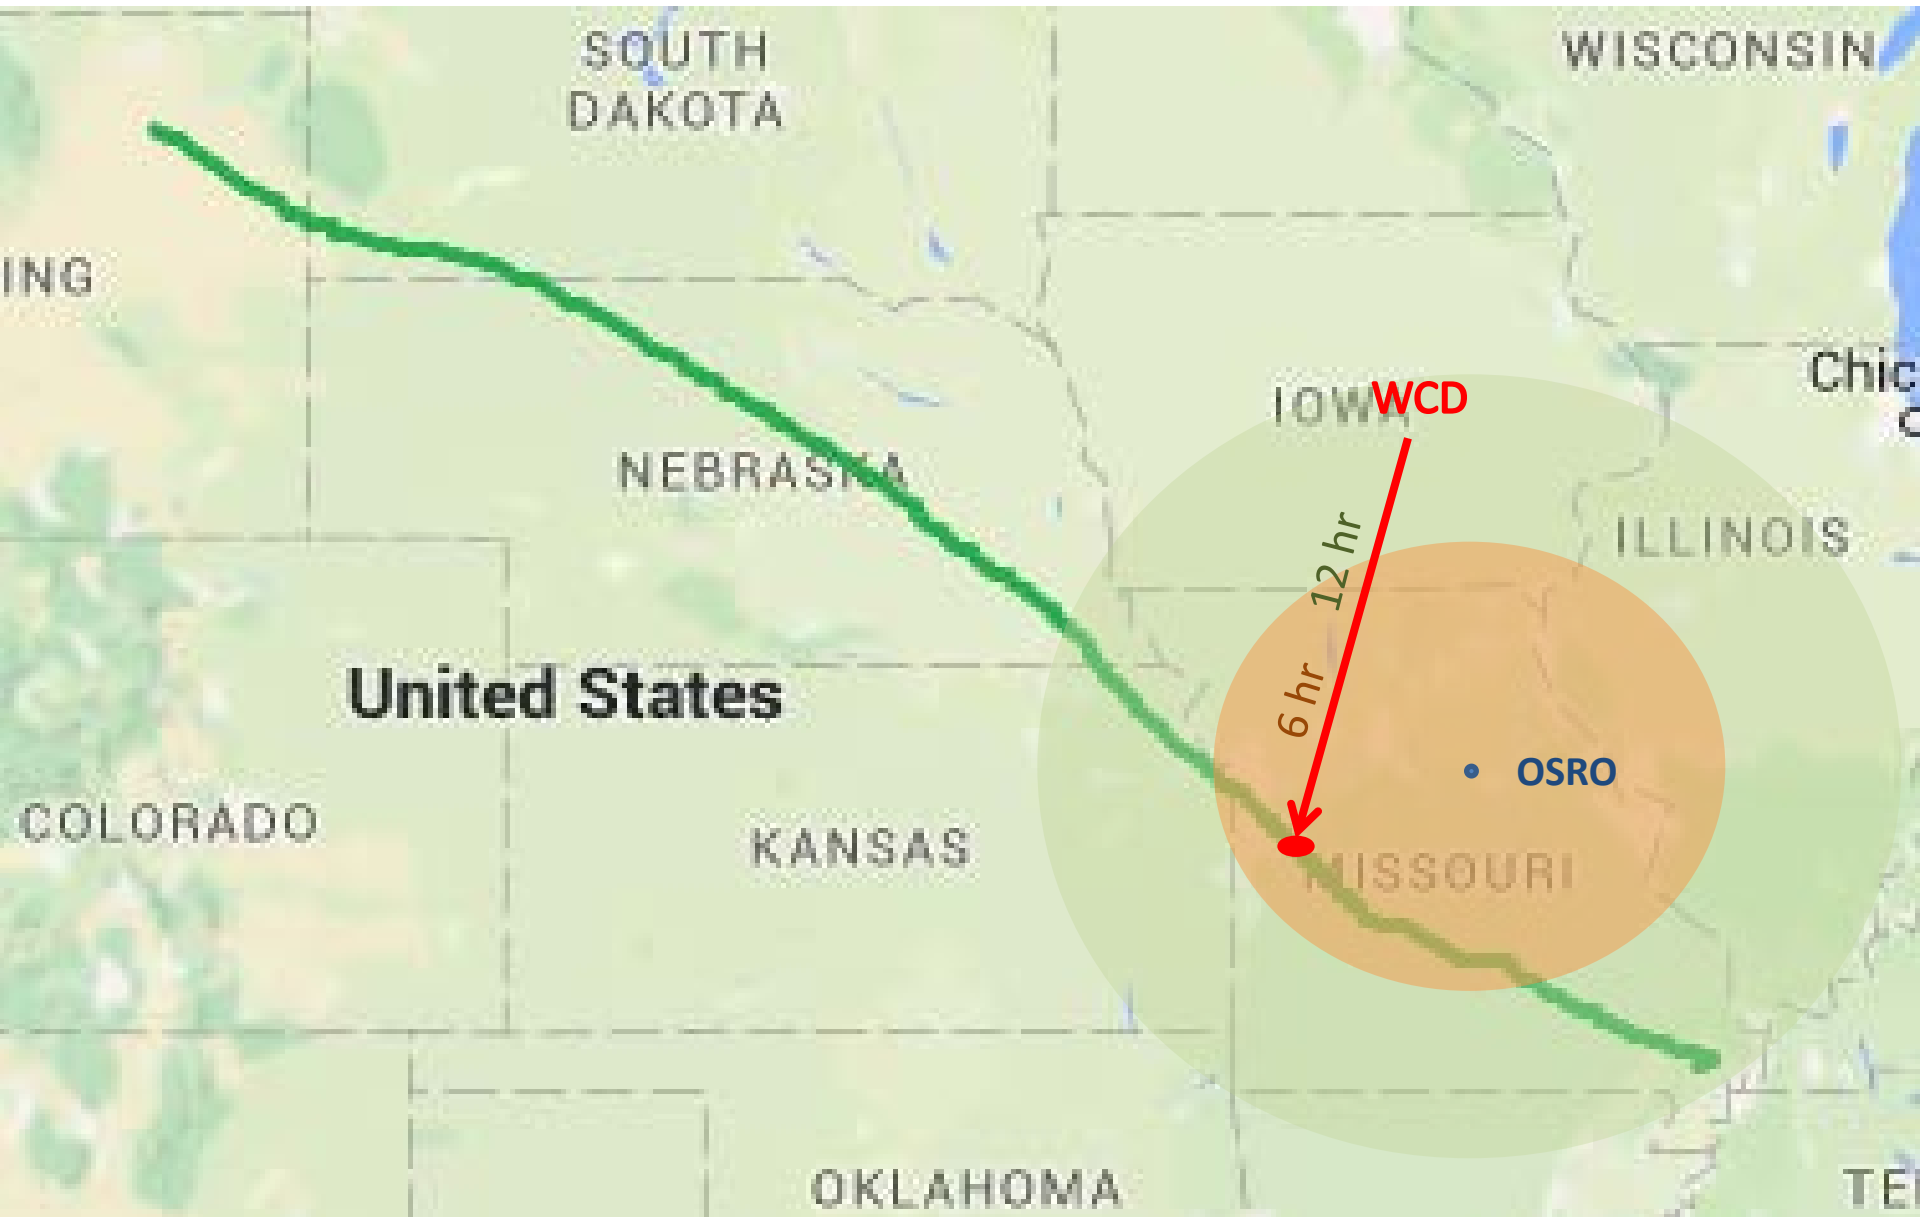 SOUTH
DAKOTA
WISCONSIN
ING
Chic
IOWA
WCD
NEBRASKA
12 hr
ILLINOIS
United States
6 hr
OSRO
COLORADO
KANSAS
MISSOURI
OKLAHOMA
TE